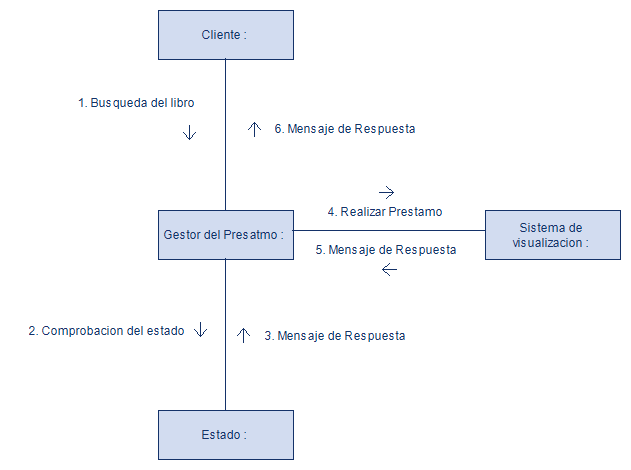 Cliente :
1. Busqueda del libro
6. Mensaje de Respuesta
4. Realizar Prestamo
Gestor del Presatmo :
Sistema de
visualizacion :
5. Mensaje de Respuesta
2. Comprobacion del estado
3. Mensaje de Respuesta
Estado :